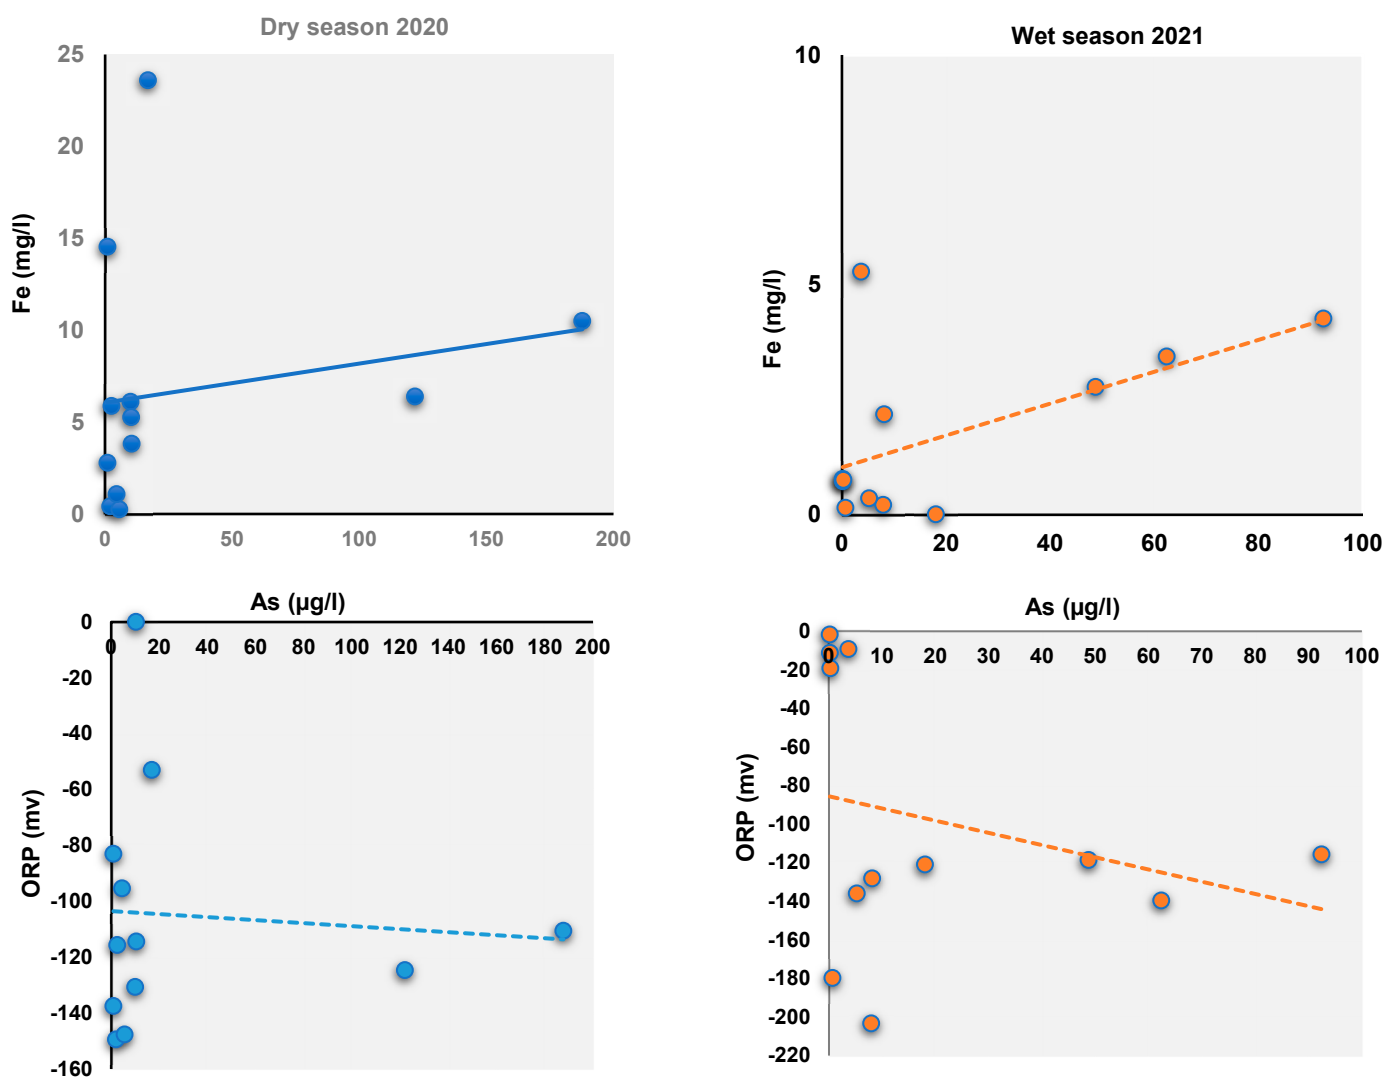 Dry season 2020
25
20
15
10
5
0
Fe (mg/l)
0 50 100 150 200
As (µg/l)
Wet season 2021
10
5
0
Fe (mg/l)
0 20 40 60 80 100
As (µg/l)
0
-20
-40
-60
-80
-100
-120
-140
-160
ORP (mv)
0 20 40 60 80 100 120 140 160 180 200
0
-20
-40
-60
-80
-100
-120
-140
-160
-180
-200
-220
ORP (mv)
0 10 20 30 40 50 60 70 80 90 100